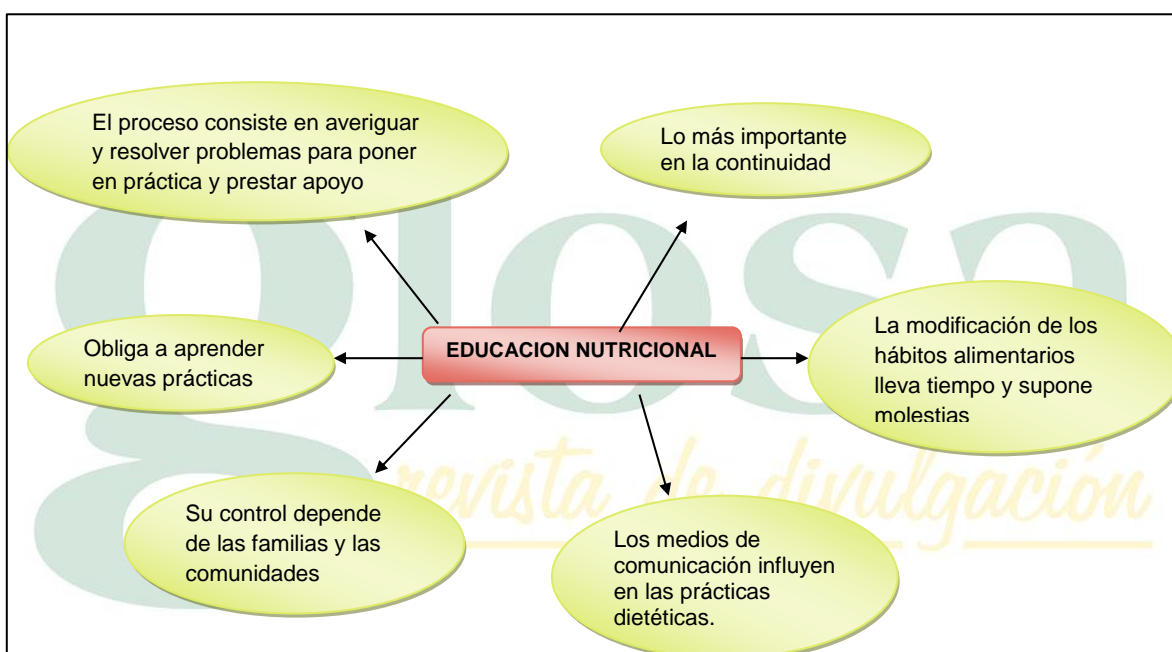 El proceso consiste en averiguar
y resolver problemas para poner
en práctica y prestar apoyo
Lo más importante
en la continuidad
EDUCACION NUTRICIONAL
Obliga a aprender
nuevas prácticas
La modificación de los
hábitos alimentarios
lleva tiempo y supone
molestias
Su control depende
de las familias y las
comunidades
Los medios de
comunicación influyen
en las prácticas
dietéticas.
glosa
revista de divulgación